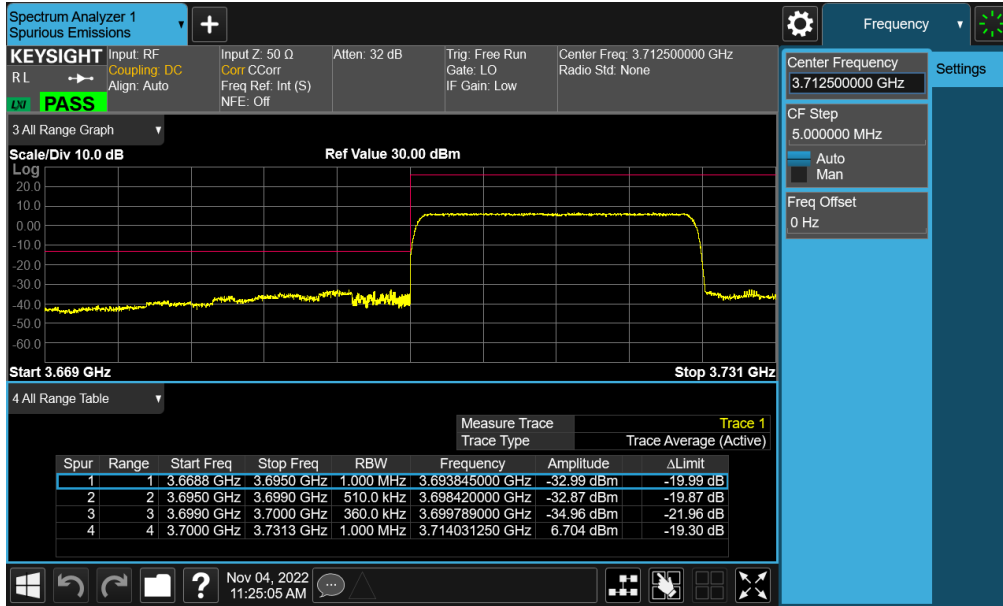 Spectrum Analyzer 1
Spurious Emissions
Frequency
KEYSIGHT
RL
LXI PASS
Input: RF
Coupling: DC
Align: Auto
Input Z: 50 Ω
Corr CCorr
Freq Ref: Int (S)
NFE: Off
Atten: 32 dB
Trig: Free Run
Gate: LO
IF Gain: Low
Center Freq: 3.712500000 GHz
Radio Std: None
Center Frequency
3.712500000 GHz
Settings
CF Step
5.000000 MHz
Auto
Man
Freq Offset
0 Hz
3 All Range Graph
Scale/Div 10.0 dB Ref Value 30.00 dBm
Log
20.0
10.0
0.00
-10.0
-20.0
-30.0
-40.0
-50.0
-60.0
Start 3.669 GHz Stop 3.731 GHz
4 All Range Table
Measure Trace Trace 1
Trace Type Trace Average (Active)
Spur Range Start Freq Stop Freq RBW Frequency Amplitude ΔLimit
1 1 3.6688 GHz 3.6950 GHz 1.000 MHz 3.693845000 GHz -32.99 dBm -19.99 dB
2 2 3.6950 GHz 3.6990 GHz 510.0 kHz 3.698420000 GHz -32.87 dBm -19.87 dB
3 3 3.6990 GHz 3.7000 GHz 360.0 kHz 3.699789000 GHz -34.96 dBm -21.96 dB
4 4 3.7000 GHz 3.7313 GHz 1.000 MHz 3.714031250 GHz 6.704 dBm -19.30 dB
Nov 04, 2022
11:25:05 AM